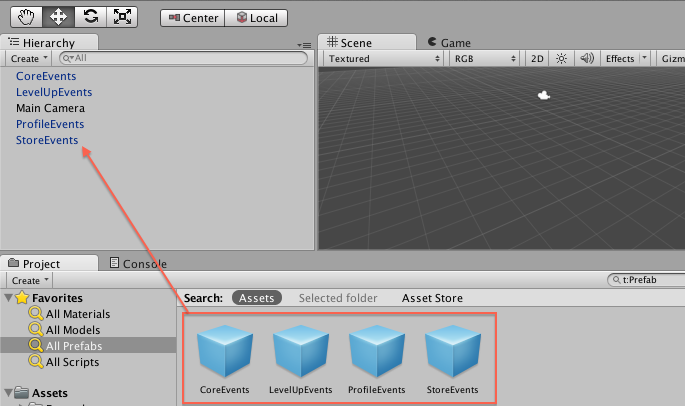 Center Local
Hierarchy
Create All
CoreEvents
LevelUpEvents
Main Camera
ProfileEvents
StoreEvents
Scene Game
Textured RGB 2D Effects Gizm
Project Console
Create t:Prefab
Favorites
All Materials
All Models
All Prefabs
All Scripts
Assets
Search: Assets Selected folder Asset Store
CoreEvents LevelUpEvents ProfileEvents StoreEvents